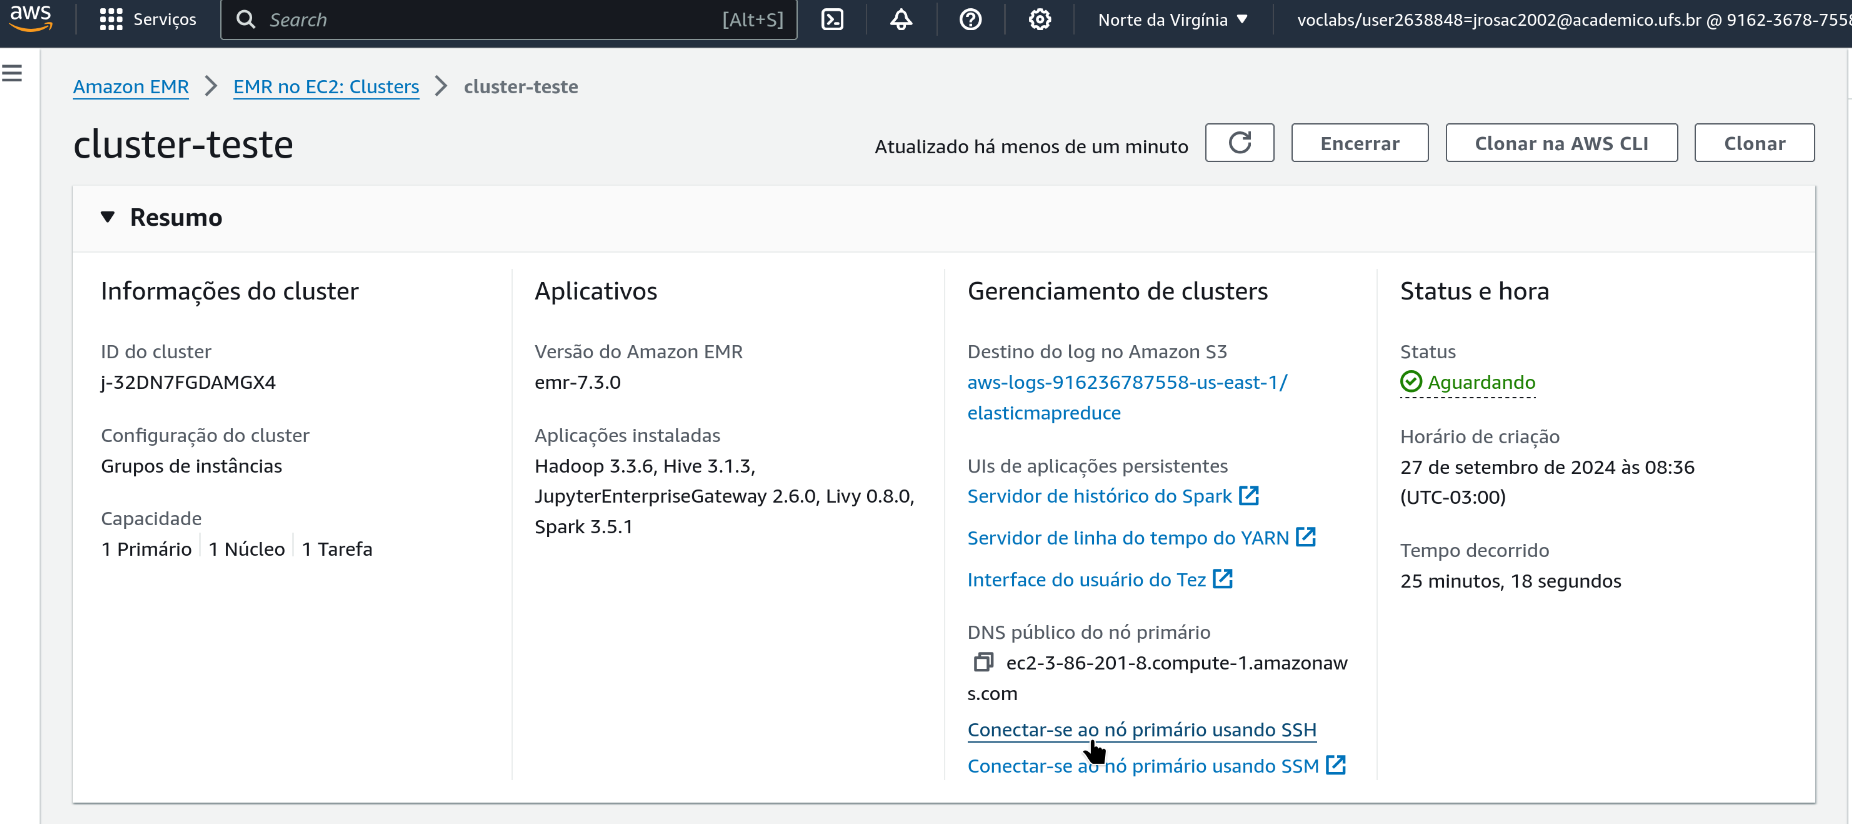 aws
Serviços
Search
[Alt+S]
Norte da Virgínia
voclabs/user2638848=jrosac2002@academico.ufs.br @ 9162-3678-7558
Amazon EMR
EMR no EC2: Clusters
cluster-teste
cluster-teste
Atualizado há menos de um minuto
Encerrar
Clonar na AWS CLI
Clonar
Resumo
Informações do cluster
ID do cluster
j-32DN7FGDAMGX4
Configuração do cluster
Grupos de instâncias
Capacidade
1 Primário 1 Núcleo 1 Tarefa
Aplicativos
Versão do Amazon EMR
emr-7.3.0
Aplicações instaladas
Hadoop 3.3.6, Hive 3.1.3,
JupyterEnterpriseGateway 2.6.0, Livy 0.8.0,
Spark 3.5.1
Gerenciamento de clusters
Destino do log no Amazon S3
aws-logs-916236787558-us-east-1/
elasticmapreduce
UIs de aplicações persistentes
Servidor de histórico do Spark
Servidor de linha do tempo do YARN
Interface do usuário do Tez
DNS público do nó primário
ec2-3-86-201-8.compute-1.amazonaw
s.com
Conectar-se ao nó primário usando SSH
Conectar-se ao nó primário usando SSM
Status e hora
Status
Aguardando
Horário de criação
27 de setembro de 2024 às 08:36
(UTC-03:00)
Tempo decorrido
25 minutos, 18 segundos